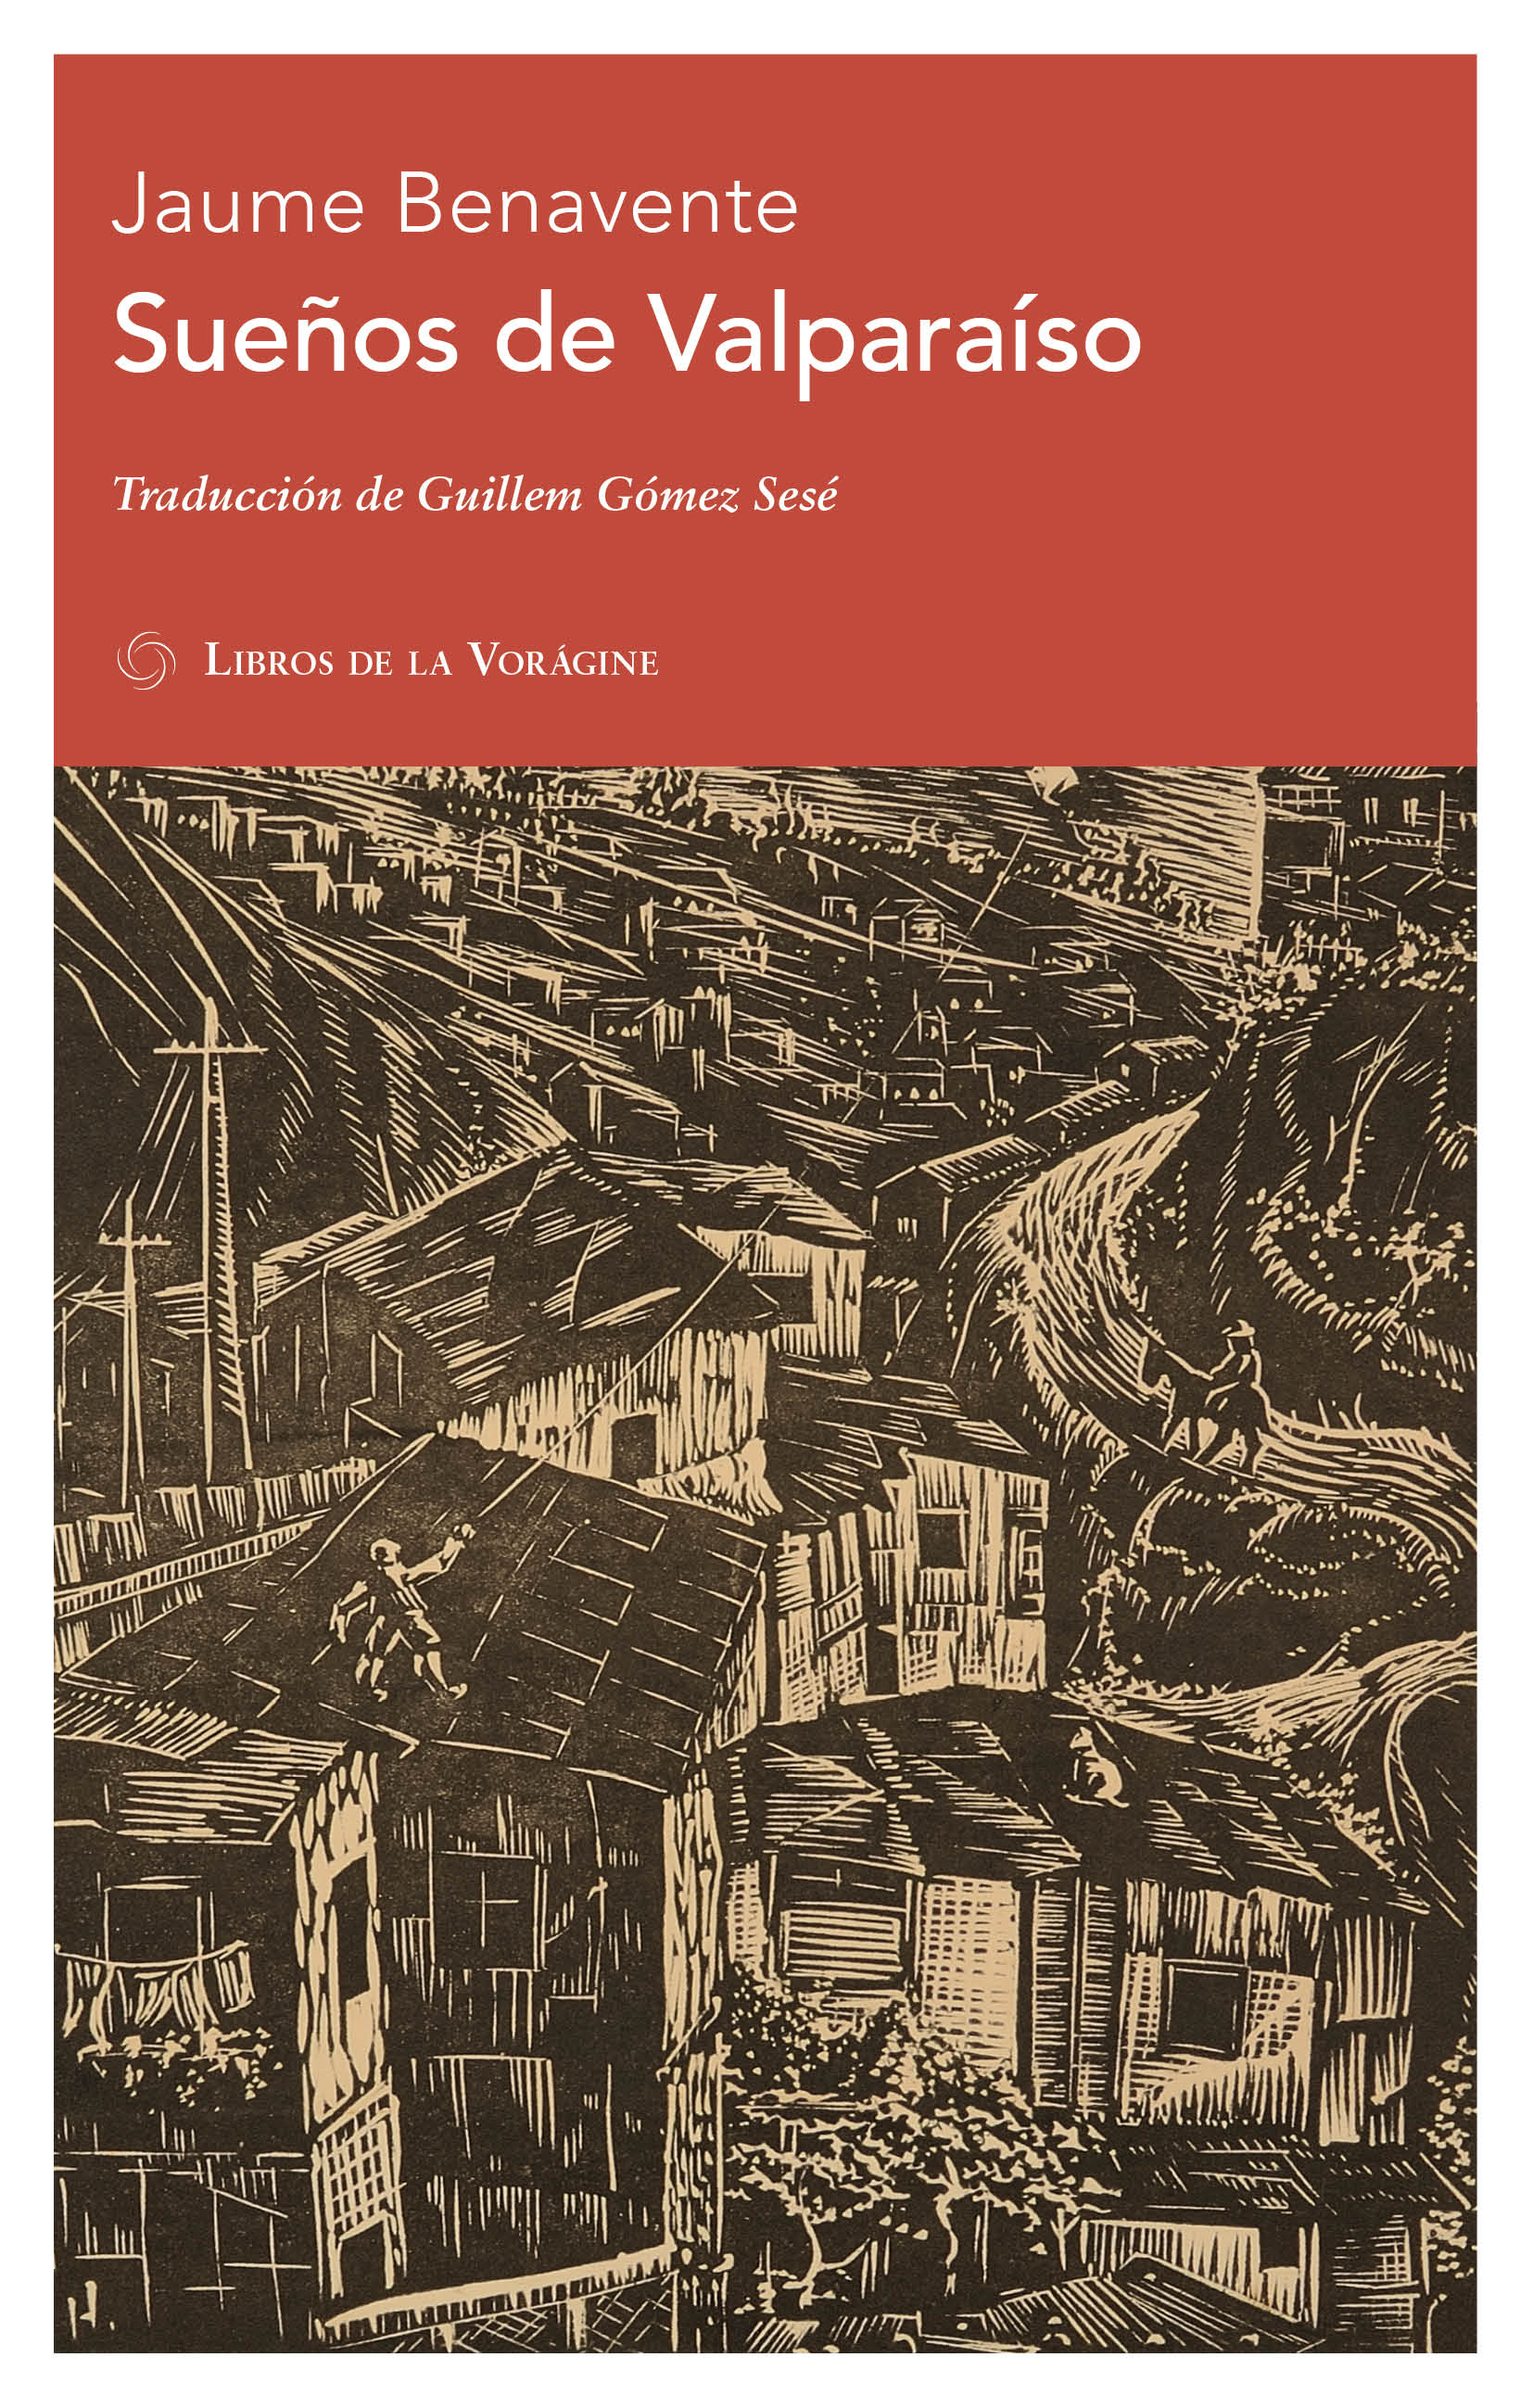 Jaume Benavente
Sueños de Valparaíso
Traducción de Guillem Gómez Sesé
Libros de la Vorágine